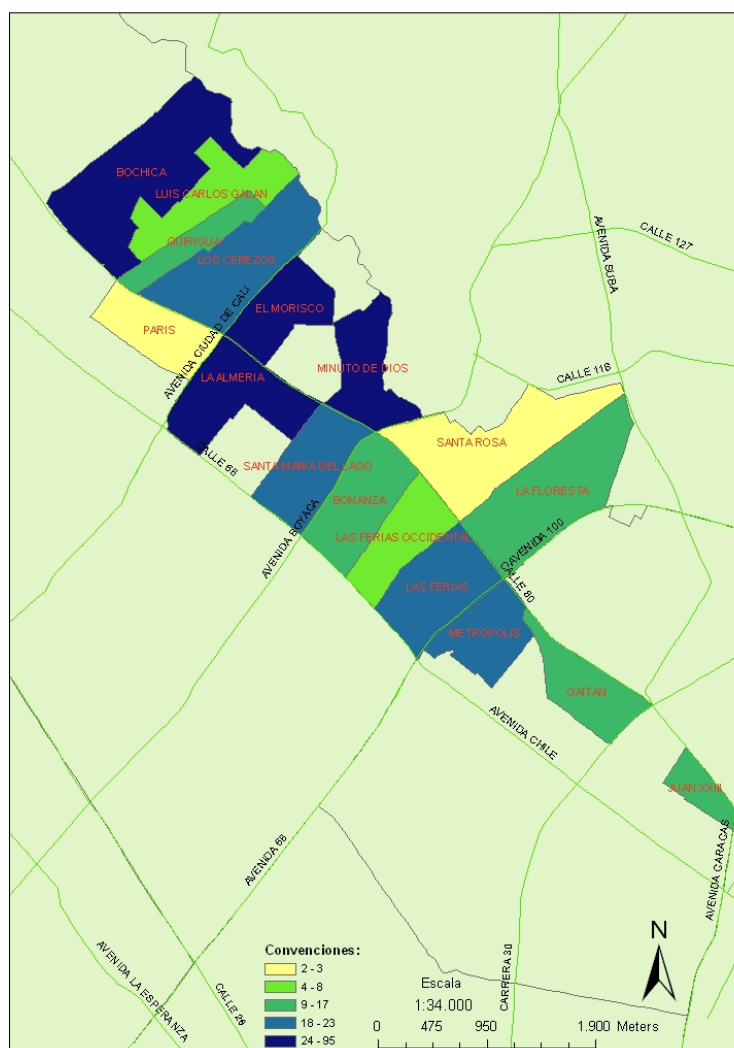 BOCHICA
LUIS CARLOS GALAN
QUIRIGUA
LOS CEREZOS
AVENIDA SUBA
CALLE 127
EL MORISCO
PARIS
AVENIDA CIUDAD DE CALI
MINUTO DE DIOS
LA ALMERIA
CALLE 116
SANTA ROSA
CALLE 68
SANTA MARIA DEL LAGO
LA FLORESTA
BONANZA
AVENIDA BOYACA
LAS FERIAS OCCIDENTAL
AVENIDA 100
CALLE 80
LAS FERIAS
METROPOLIS
GAITAN
AVENIDA CHILE
JUAN XXIII
AVENIDA 68
AVENIDA CARACAS
N
AVENIDA LA ESPERANZA
CALLE 26
CARRERA 30
Convenciones:
2 - 3
4 - 8
9 - 17
18 - 23
24 - 95
Escala
1:34.000
0 475 950 1.900 Meters